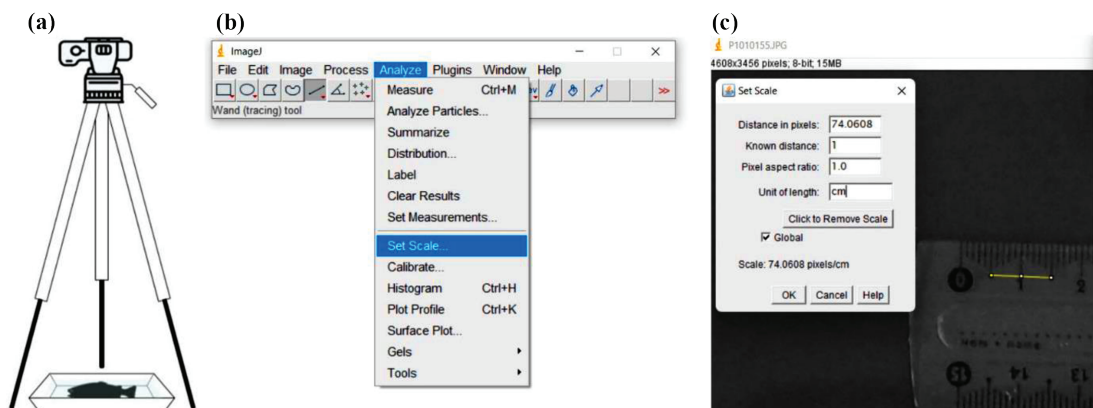 (a)
(b)
(c)
ImageJ
File Edit Image Process Analyze Plugins Window Help
Wand (tracing) tool
Measure Ctrl+M
Analyze Particles...
Summarize
Distribution...
Label
Clear Results
Set Measurements...
Set Scale...
Calibrate...
Histogram Ctrl+H
Plot Profile Ctrl+K
Surface Plot...
Gels
Tools
P1010155.JPG
4608x3456 pixels; 8-bit; 15MB
Set Scale
Distance in pixels: 74.0608
Known distance: 1
Pixel aspect ratio: 1.0
Unit of length: cm
Click to Remove Scale
Global
Scale: 74.0608 pixels/cm
OK Cancel Help
0 1 2
15 14 13